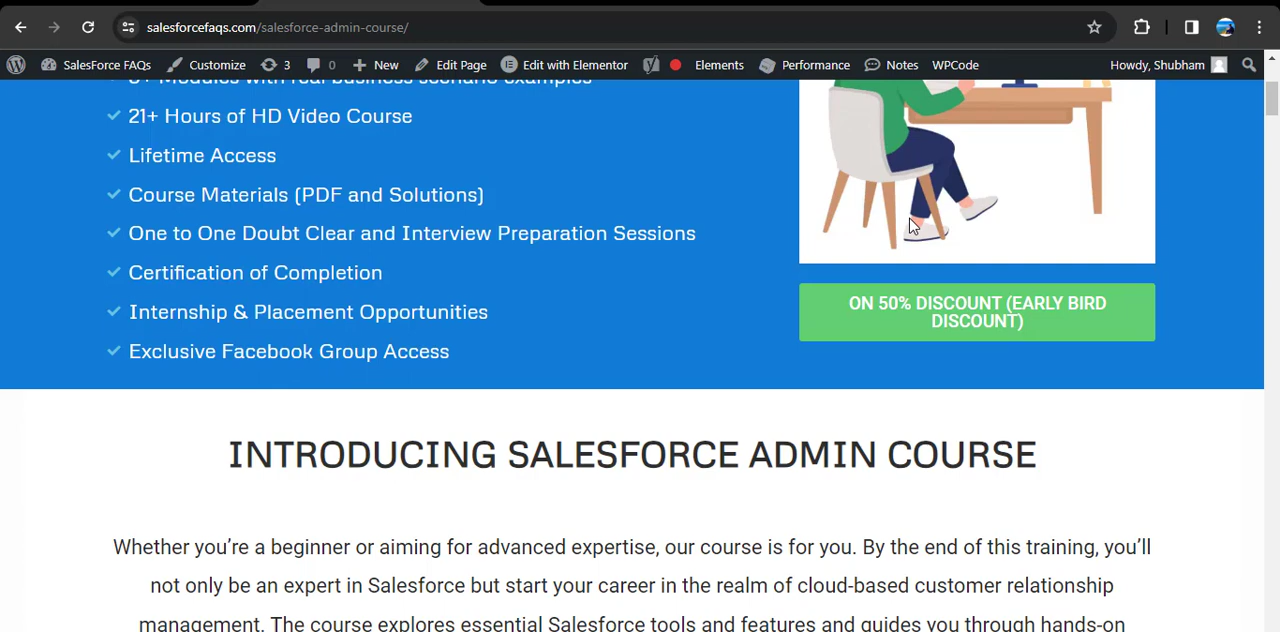 salesforcefaqs.com/salesforce-admin-course/
SalesForce FAQs Customize 3 0 New Edit Page Edit with Elementor Elements Performance Notes WPCode Howdy, Shubham
21+ Hours of HD Video Course
Lifetime Access
Course Materials (PDF and Solutions)
One to One Doubt Clear and Interview Preparation Sessions
Certification of Completion
Internship & Placement Opportunities
Exclusive Facebook Group Access
ON 50% DISCOUNT (EARLY BIRD
DISCOUNT)
INTRODUCING SALESFORCE ADMIN COURSE
Whether you’re a beginner or aiming for advanced expertise, our course is for you. By the end of this training, you’ll
not only be an expert in Salesforce but start your career in the realm of cloud-based customer relationship
management. The course explores essential Salesforce tools and features and guides you through hands-on